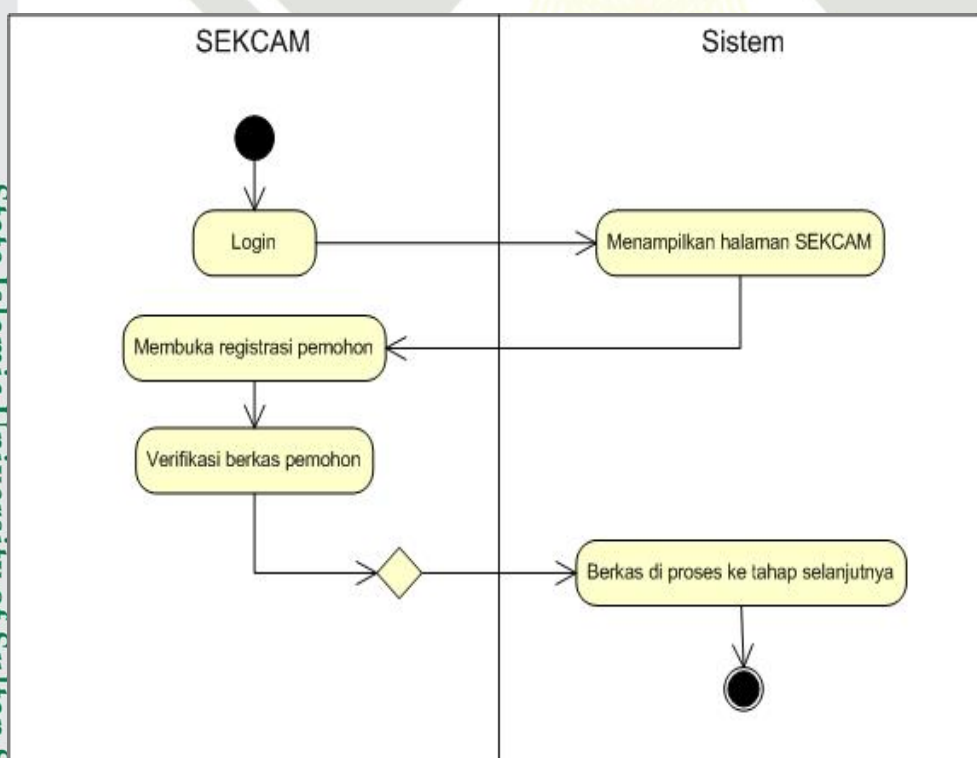 SEKCAM
Sistem
Login
Menampilkan halaman SEKCAM
Membuka registrasi pemohon
Verifikasi berkas pemohon
Berkas di proses ke tahap selanjutnya